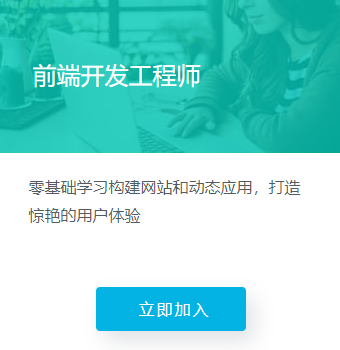 前端开发工程师
零基础学习构建网站和动态应用，打造
惊艳的用户体验
立即加入